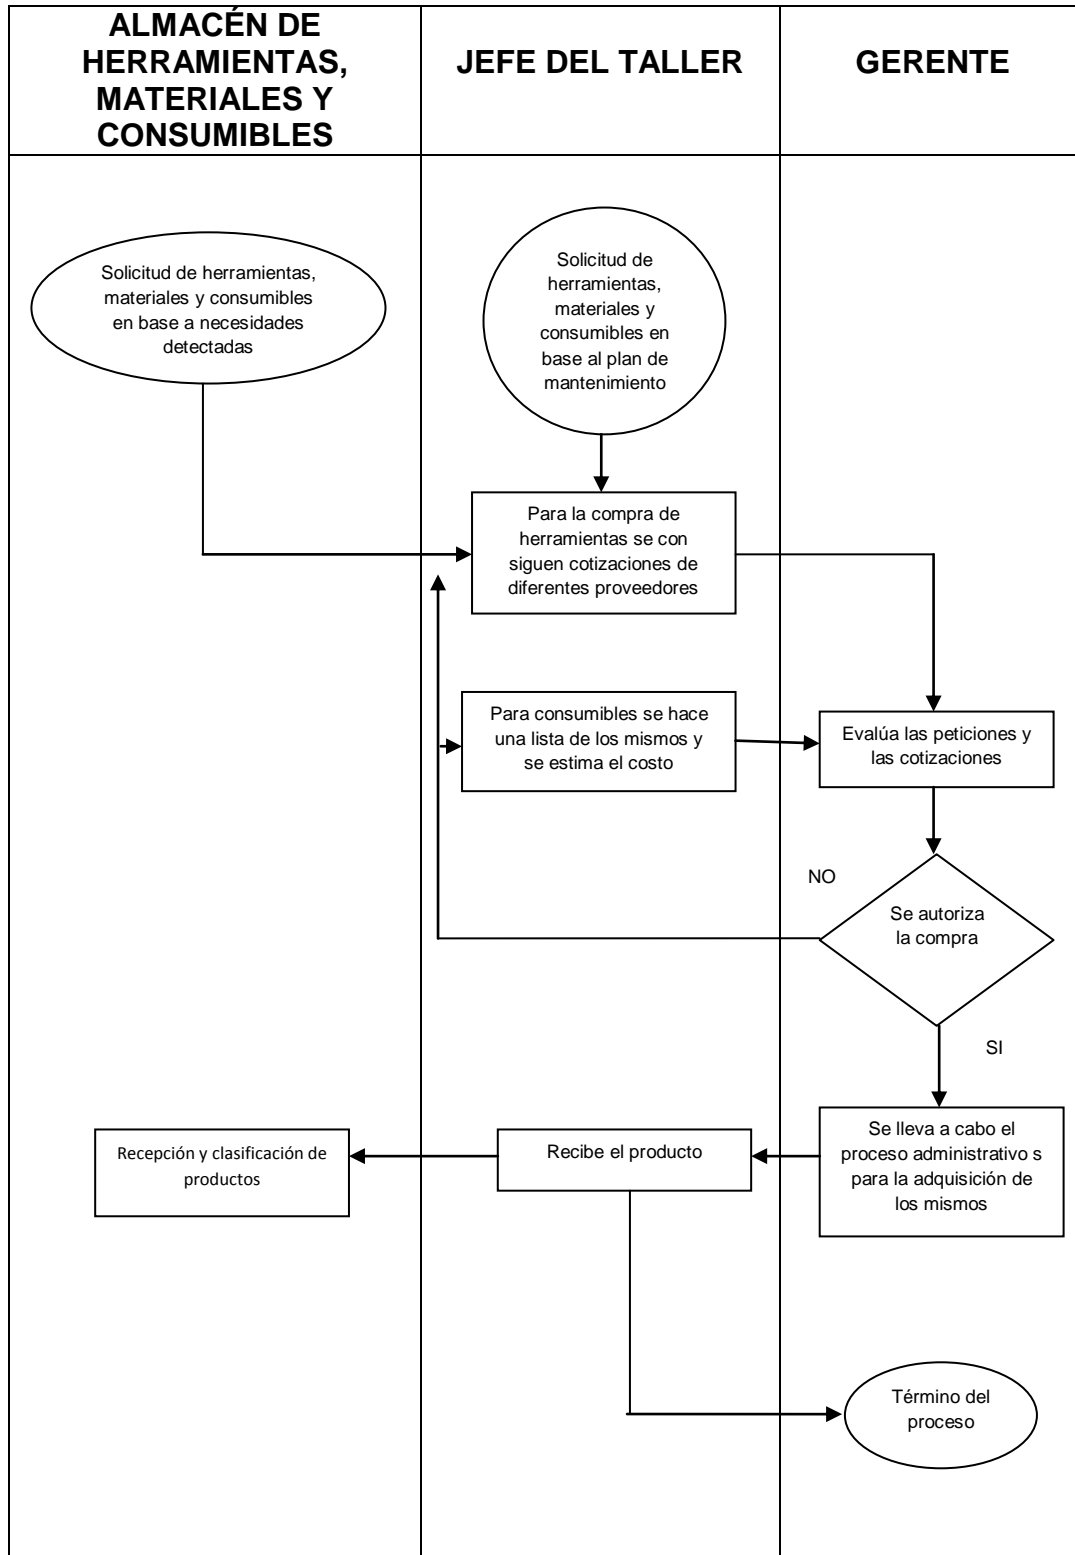 ALMACÉN DE
HERRAMIENTAS,
MATERIALES Y
CONSUMIBLES
JEFE DEL TALLER
GERENTE
Solicitud de herramientas,
materiales y consumibles
en base a necesidades
detectadas
Solicitud de
herramientas,
materiales y
consumibles en
base al plan de
mantenimiento
Para la compra de
herramientas se con
siguen cotizaciones de
diferentes proveedores
Para consumibles se hace
una lista de los mismos y
se estima el costo
Evalúa las peticiones y
las cotizaciones
NO
Se autoriza
la compra
SI
Se lleva a cabo el
proceso administrativo s
para la adquisición de
los mismos
Recibe el producto
Recepción y clasificación de
productos
Término del
proceso